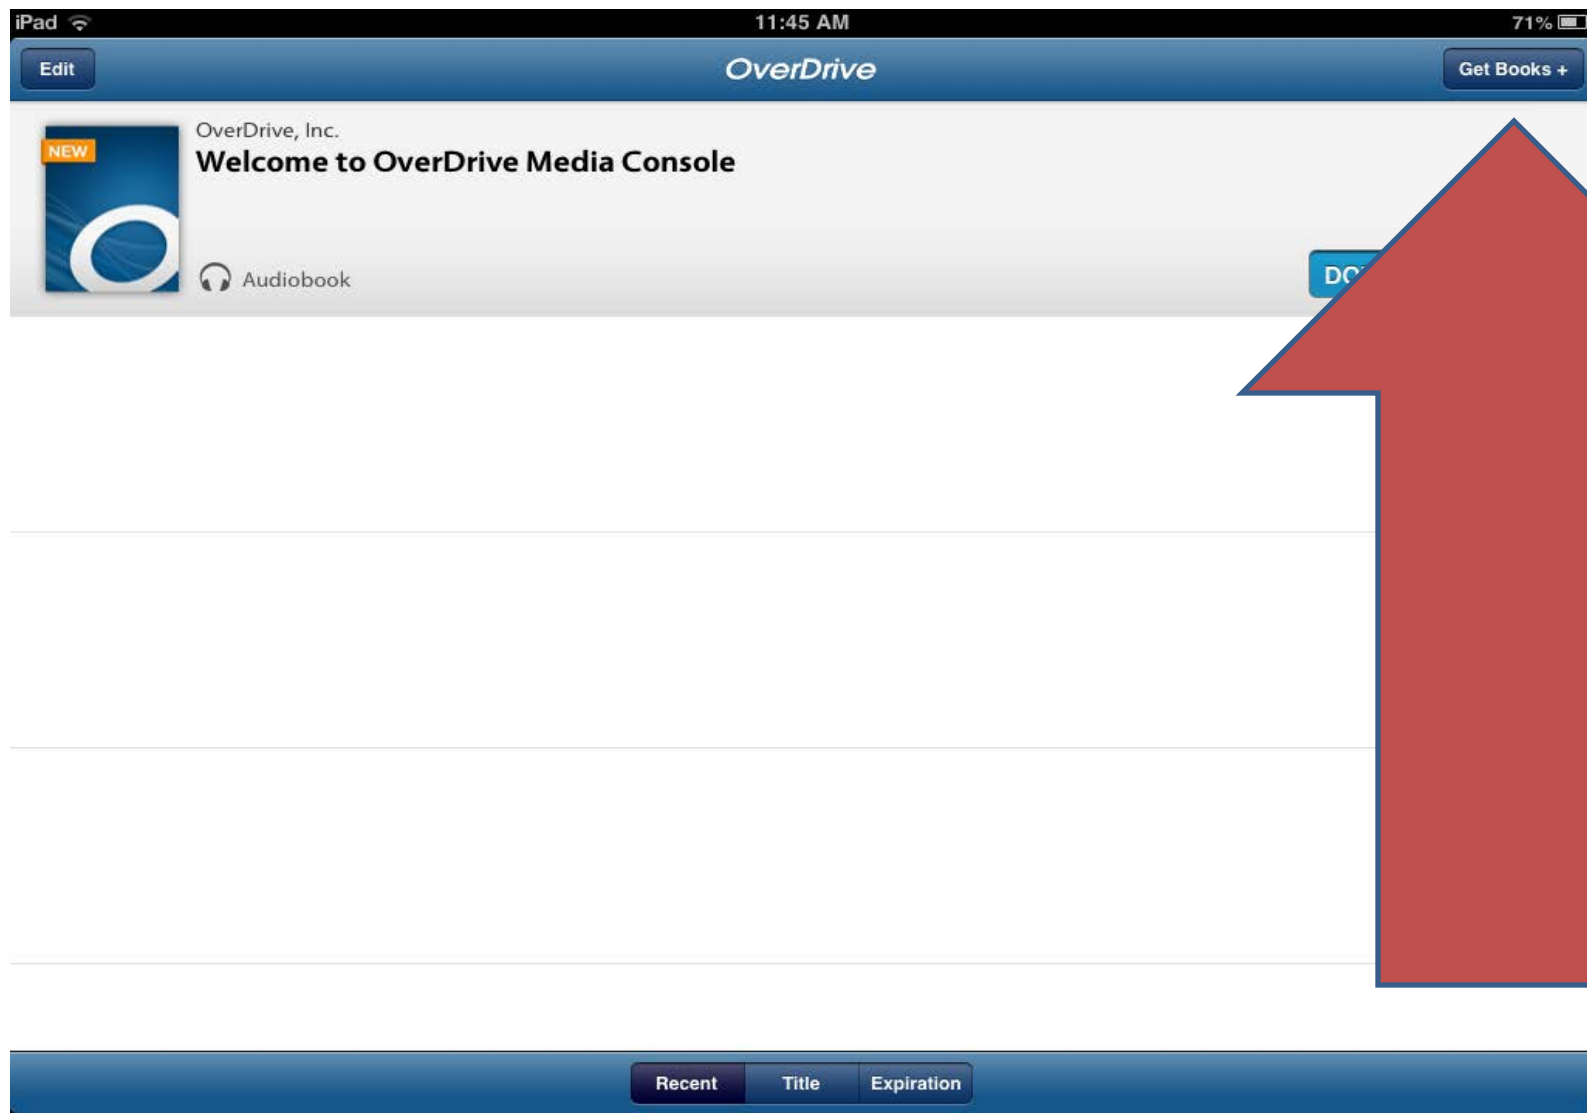 iPad 11:45 AM 71%
Edit OverDrive Get Books +
NEW
OverDrive, Inc.
Welcome to OverDrive Media Console
Audiobook
Recent Title Expiration